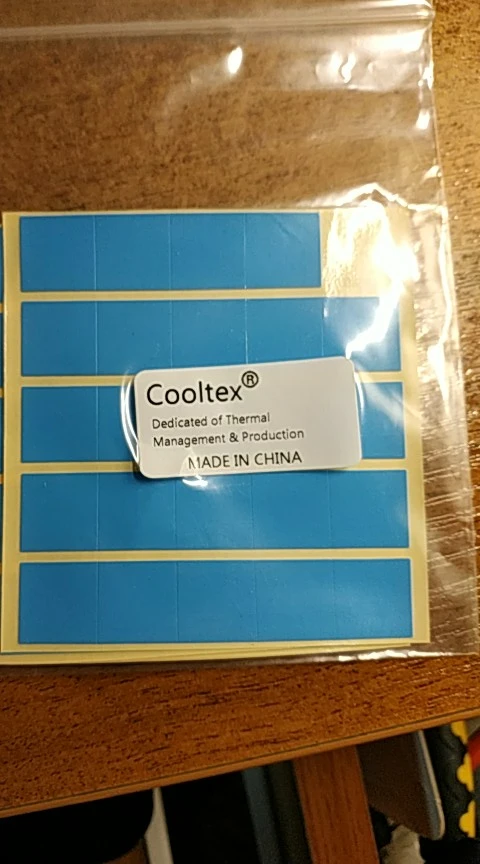 Cooltex®
Dedicated of Thermal
Management & Production
MADE IN CHINA